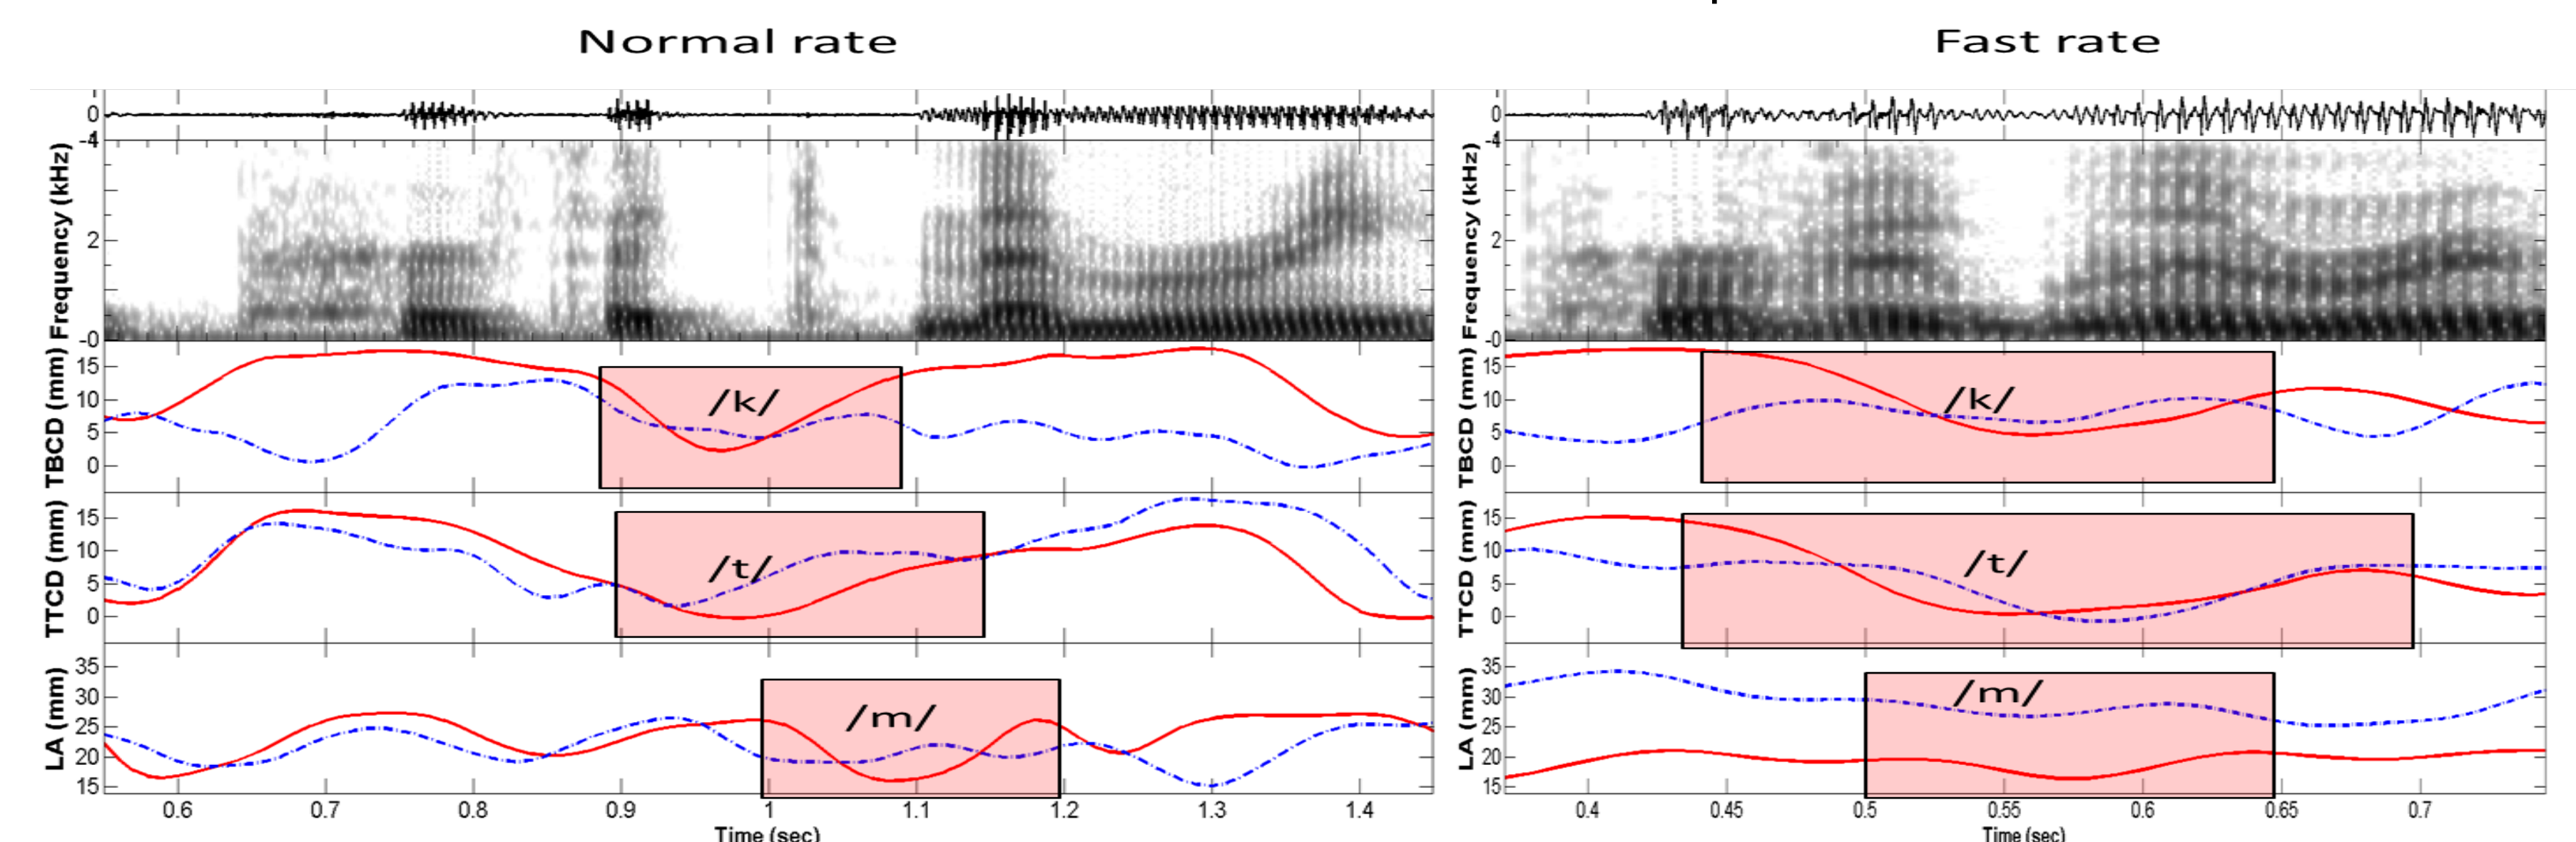 Normal rate
Fast rate
0
-4
Frequency (kHz)
2
-0
TBCD (mm)
15
10
5
0
/k/
TTCD (mm)
15
10
5
0
/t/
LA (mm)
35
30
25
20
15
/m/
0.6 0.7 0.8 0.9 1 1.1 1.2 1.3 1.4
Time (sec)
0
-4
Frequency (kHz)
2
-0
TBCD (mm)
15
10
5
0
/k/
TTCD (mm)
15
10
5
0
/t/
LA (mm)
35
30
25
20
15
/m/
0.4 0.45 0.5 0.55 0.6 0.65 0.7
Time (sec)